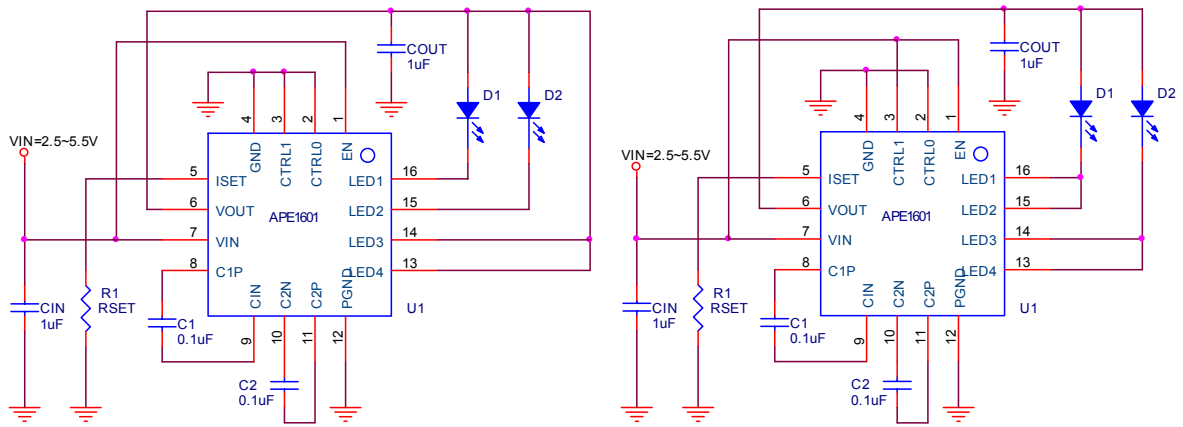 COUT
1uF
D1
D2
VIN=2.5~5.5V
4
3
2
1
GND
CTRL1
CTRL0
EN
5
ISET
LED1
16
6
VOUT
LED2
15
APE1601
7
VIN
LED3
14
8
C1P
LED4
13
CIN
C2N
C2P
PGND
U1
9
10
11
12
CIN
1uF
R1
RSET
C1
0.1uF
C2
0.1uF
COUT
1uF
D1
D2
VIN=2.5~5.5V
4
3
2
1
GND
CTRL1
CTRL0
EN
5
ISET
LED1
16
6
VOUT
LED2
15
APE1601
7
VIN
LED3
14
8
C1P
LED4
13
CIN
C2N
C2P
PGND
U1
9
10
11
12
CIN
1uF
R1
RSET
C1
0.1uF
C2
0.1uF